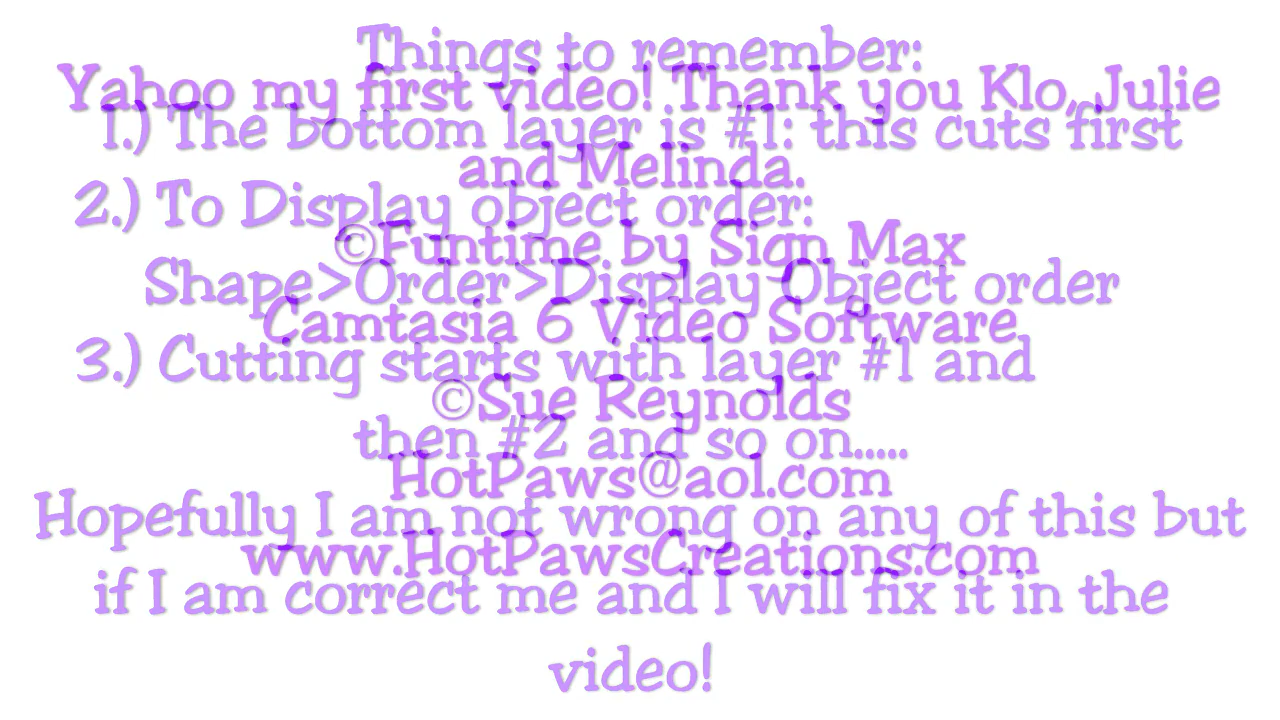 Things to remember:
Yahoo my first video! Thank you Klo, Julie
1.) The bottom layer is #1: this cuts first
and Melinda.
2.) To Display object order:
©Funtime by Sign Max
Shape>Order>Display Object order
Camtasia 6 Video Software
3.) Cutting starts with layer #1 and
©Sue Reynolds
then #2 and so on.....
HotPaws@aol.com
Hopefully I am not wrong on any of this but
www.HotPawsCreations.com
if I am correct me and I will fix it in the
video!